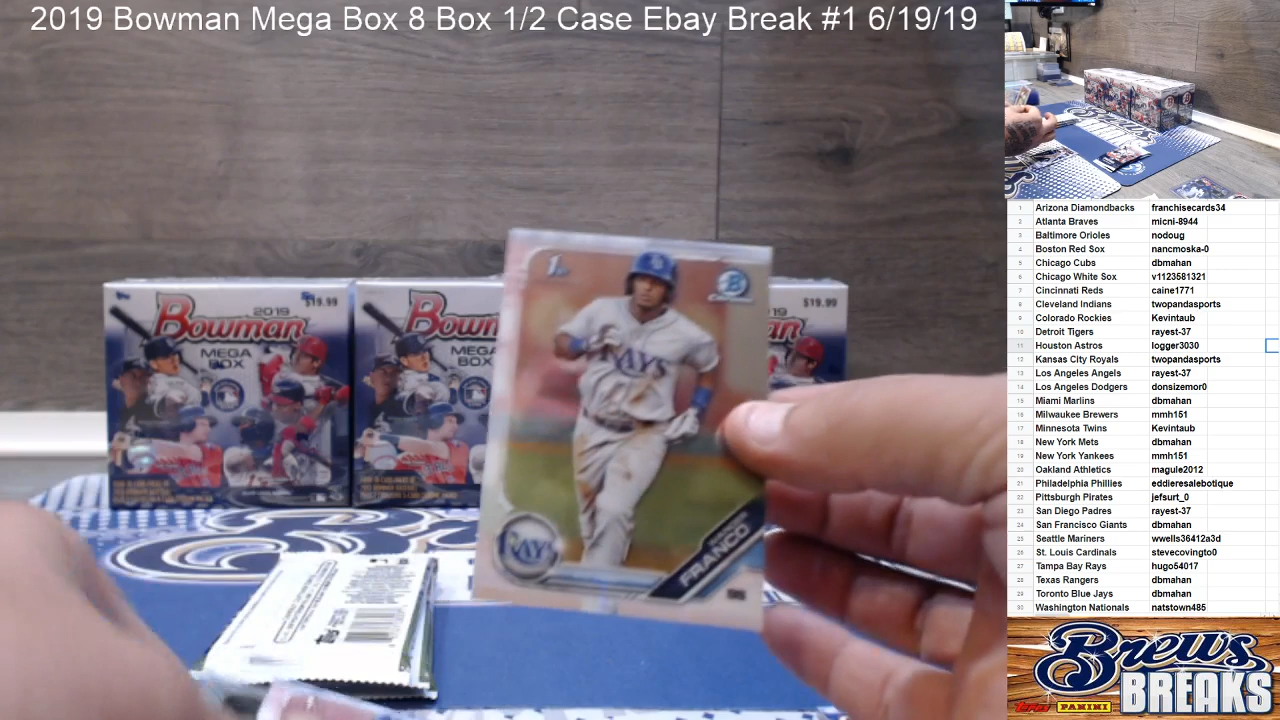 2019 Bowman Mega Box 8 Box 1/2 Case Ebay Break #1 6/19/19
$19.99
2019
Bowman
MEGA
BOX
Bowm
MEGA
BOX
$19.99
19
an
1
B
RAYS
RAYS
FRANCO
1 Arizona Diamondbacks franchisecards34
2 Atlanta Braves micni-8944
3 Baltimore Orioles nodoug
4 Boston Red Sox nancmoska-0
5 Chicago Cubs dbmahan
6 Chicago White Sox v1123581321
7 Cincinnati Reds caine1771
8 Cleveland Indians twopandasports
9 Colorado Rockies Kevintaub
10 Detroit Tigers rayest-37
11 Houston Astros logger3030
12 Kansas City Royals twopandasports
13 Los Angeles Angels rayest-37
14 Los Angeles Dodgers donsizemor0
15 Miami Marlins dbmahan
16 Milwaukee Brewers mmh151
17 Minnesota Twins Kevintaub
18 New York Mets dbmahan
19 New York Yankees mmh151
20 Oakland Athletics magule2012
21 Philadelphia Phillies eddieresalebotique
22 Pittsburgh Pirates jefsurt_0
23 San Diego Padres rayest-37
24 San Francisco Giants dbmahan
25 Seattle Mariners wwells36412a3d
26 St. Louis Cardinals stevecovingto0
27 Tampa Bay Rays hugo54017
28 Texas Rangers dbmahan
29 Toronto Blue Jays dbmahan
30 Washington Nationals natstown485
Brews
BREAKS
Topps PANINI